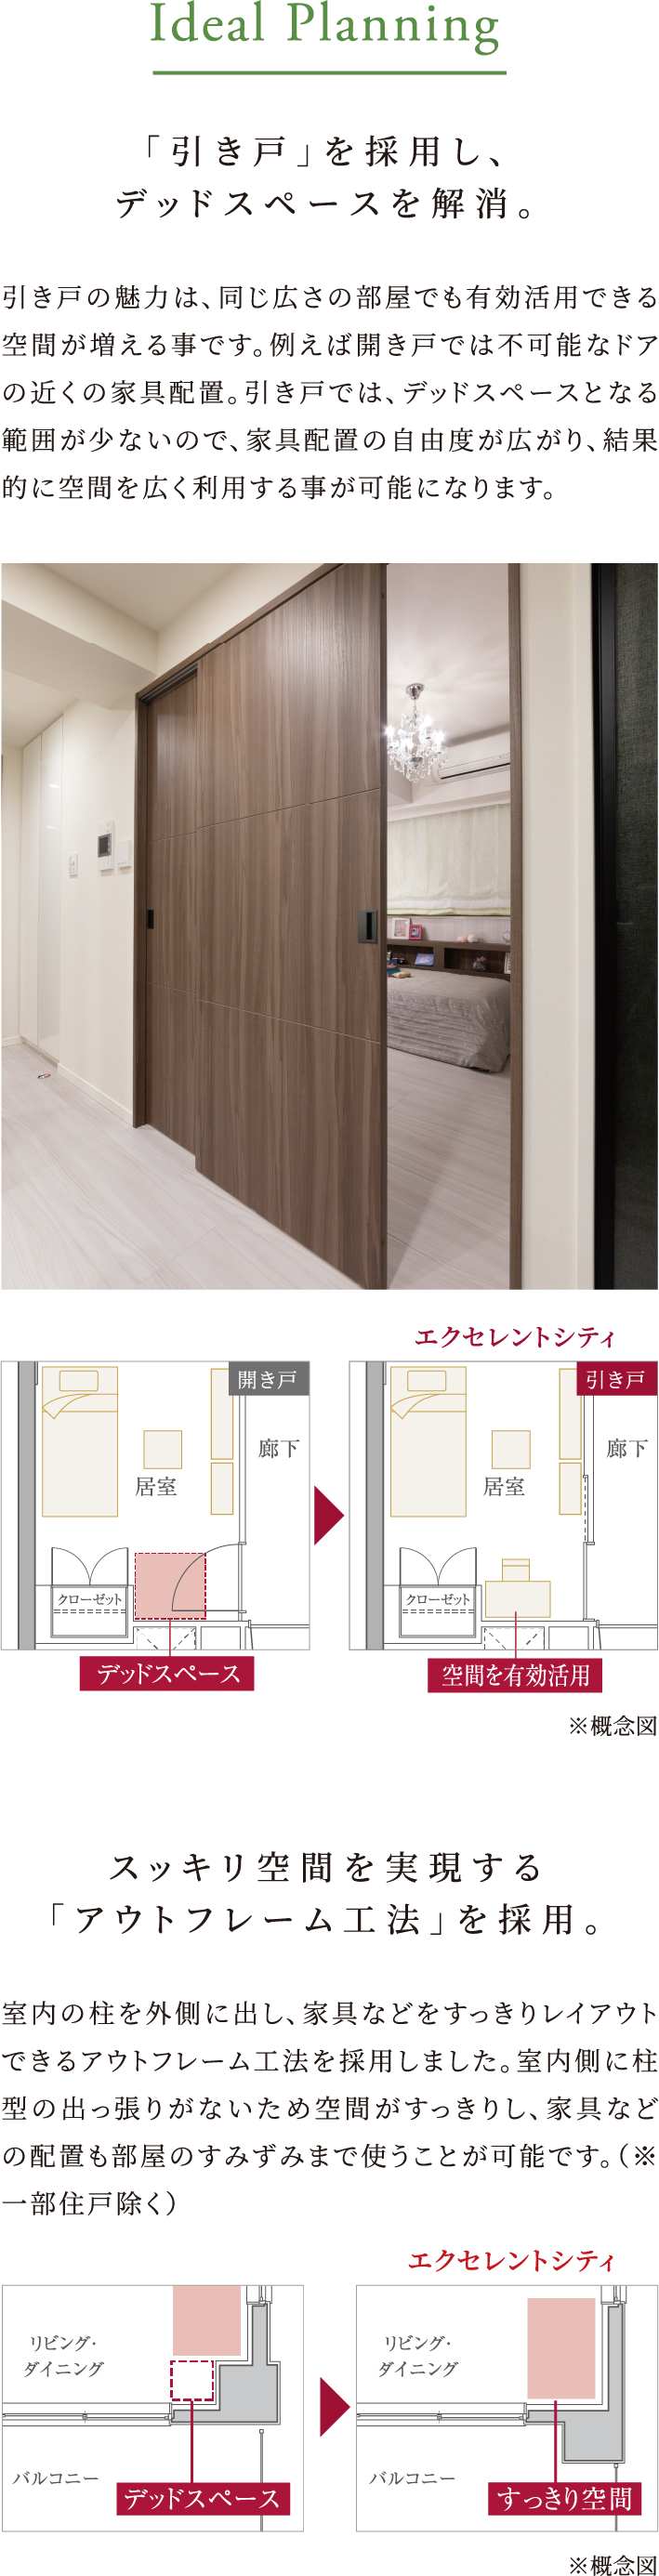 Ideal Planning
「引き戸」を採用し、
デッドスペースを解消。
引き戸の魅力は、同じ広さの部屋でも有効活用できる
空間が増える事です。例えば開き戸では不可能なドア
の近くの家具配置。引き戸では、デッドスペースとなる
範囲が少ないので、家具配置の自由度が広がり、結果
的に空間を広く利用する事が可能になります。
エクセレントシティ
開き戸
廊下
居室
クローゼット
デッドスペース
引き戸
廊下
居室
クローゼット
空間を有効活用
※概念図
スッキリ空間を実現する
「アウトフレーム工法」を採用。
室内の柱を外側に出し、家具などをすっきりレイアウト
できるアウトフレーム工法を採用しました。室内側に柱
型の出っ張りがないため空間がすっきりし、家具など
の配置も部屋のすみずみまで使うことが可能です。（※
一部住戸除く）
エクセレントシティ
リビング・
ダイニング
バルコニー
デッドスペース
リビング・
ダイニング
バルコニー
すっきり空間
※概念図